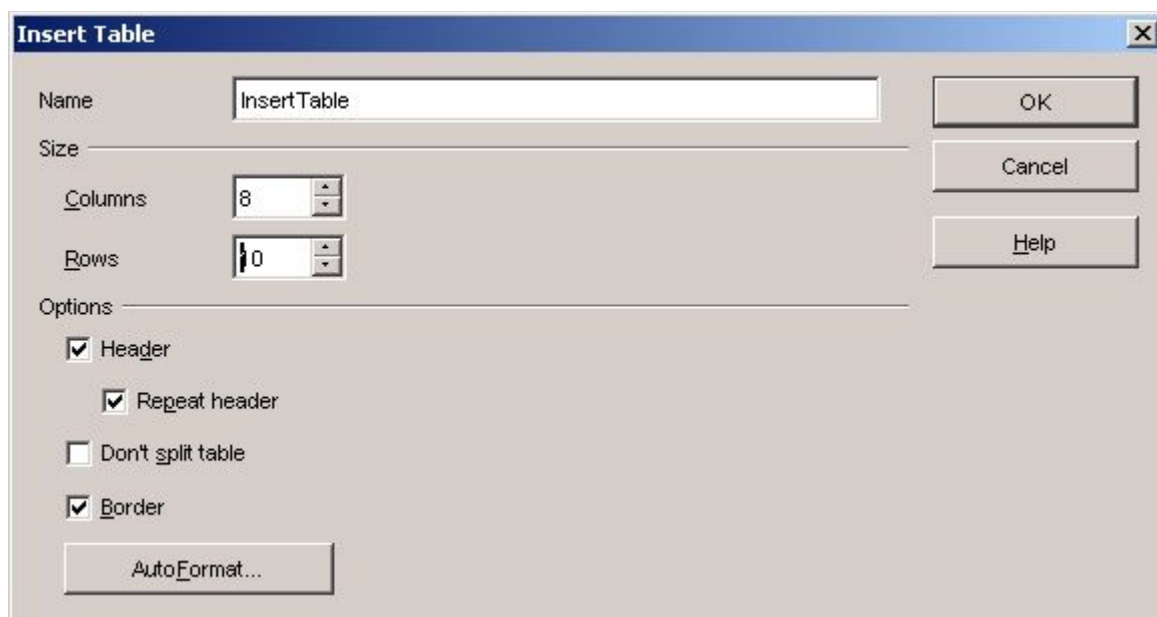 Insert Table
Name InsertTable OK
Size
Cancel
Columns 8
Rows 10 Help
Options
Header
Repeat header
Don't split table
Border
AutoFormat...